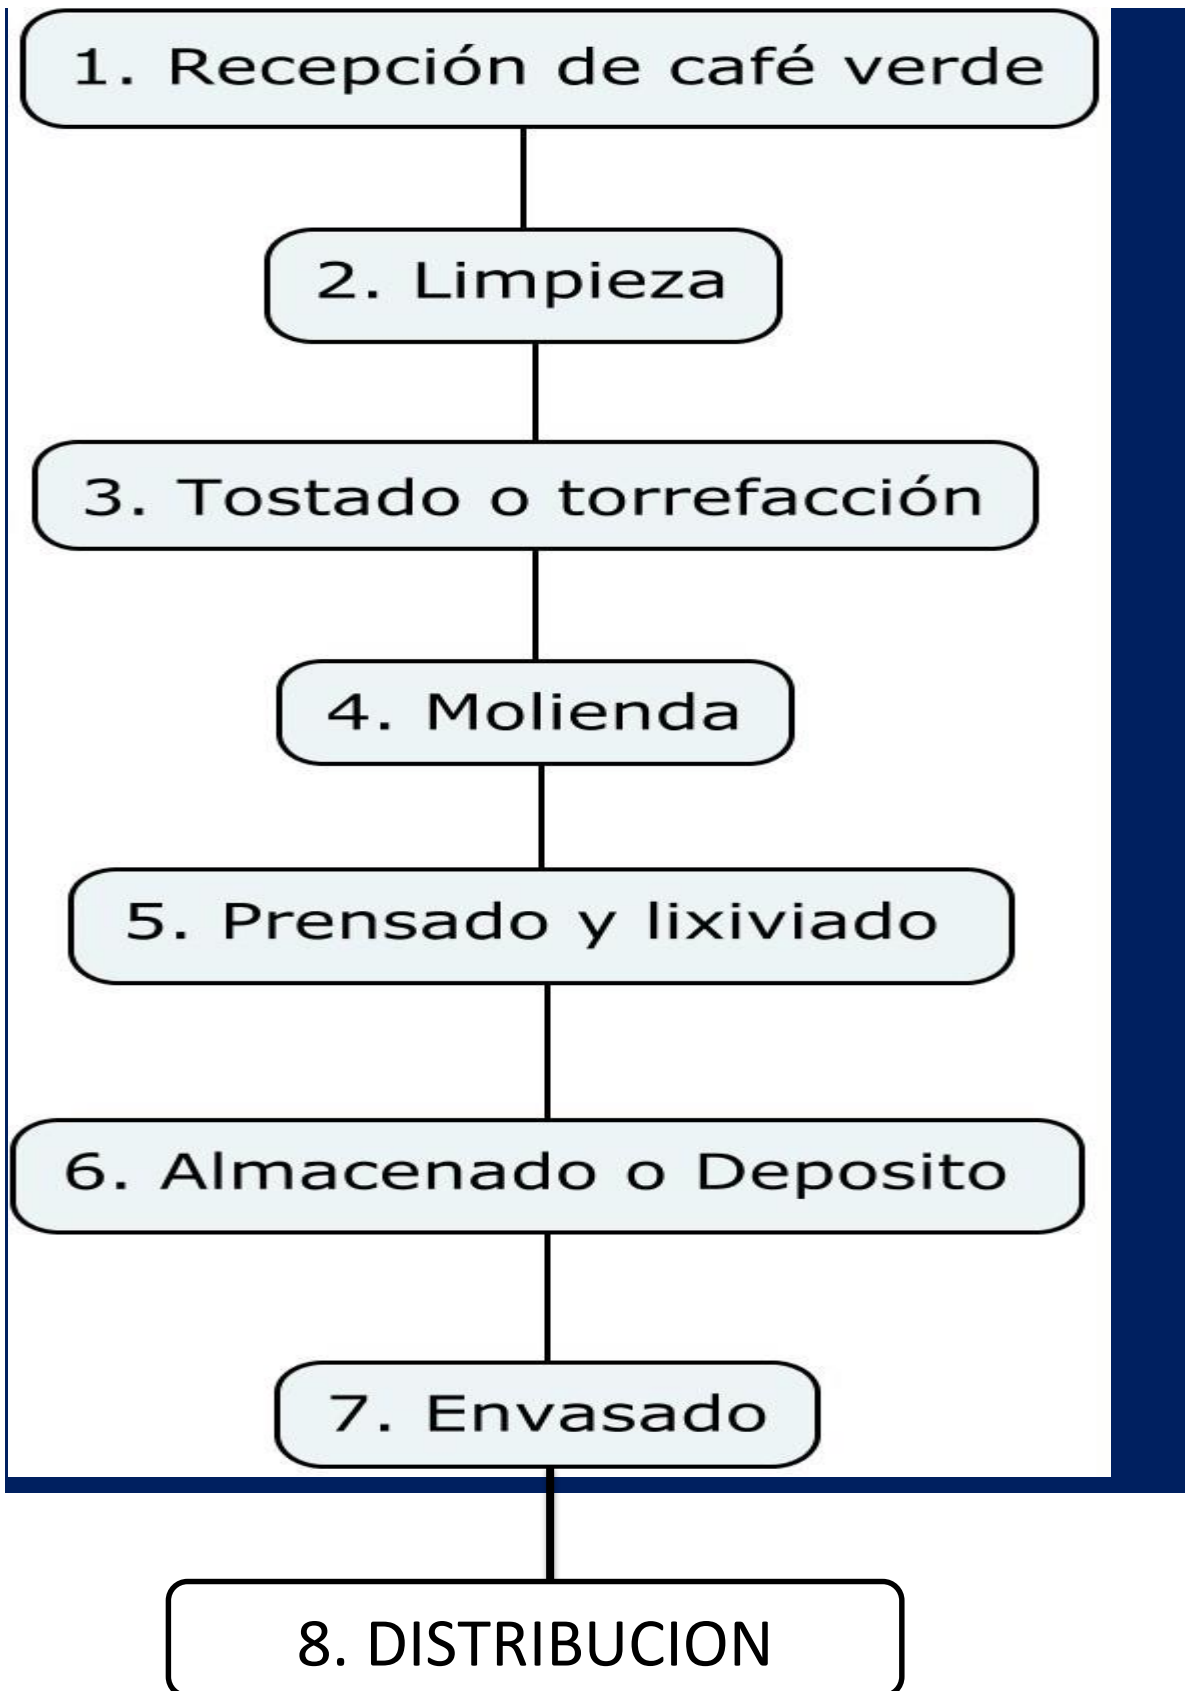 1. Recepción de café verde
2. Limpieza
3. Tostado o torrefacción
4. Molienda
5. Prensado y lixiviado
6. Almacenado o Deposito
7. Envasado
8. DISTRIBUCION